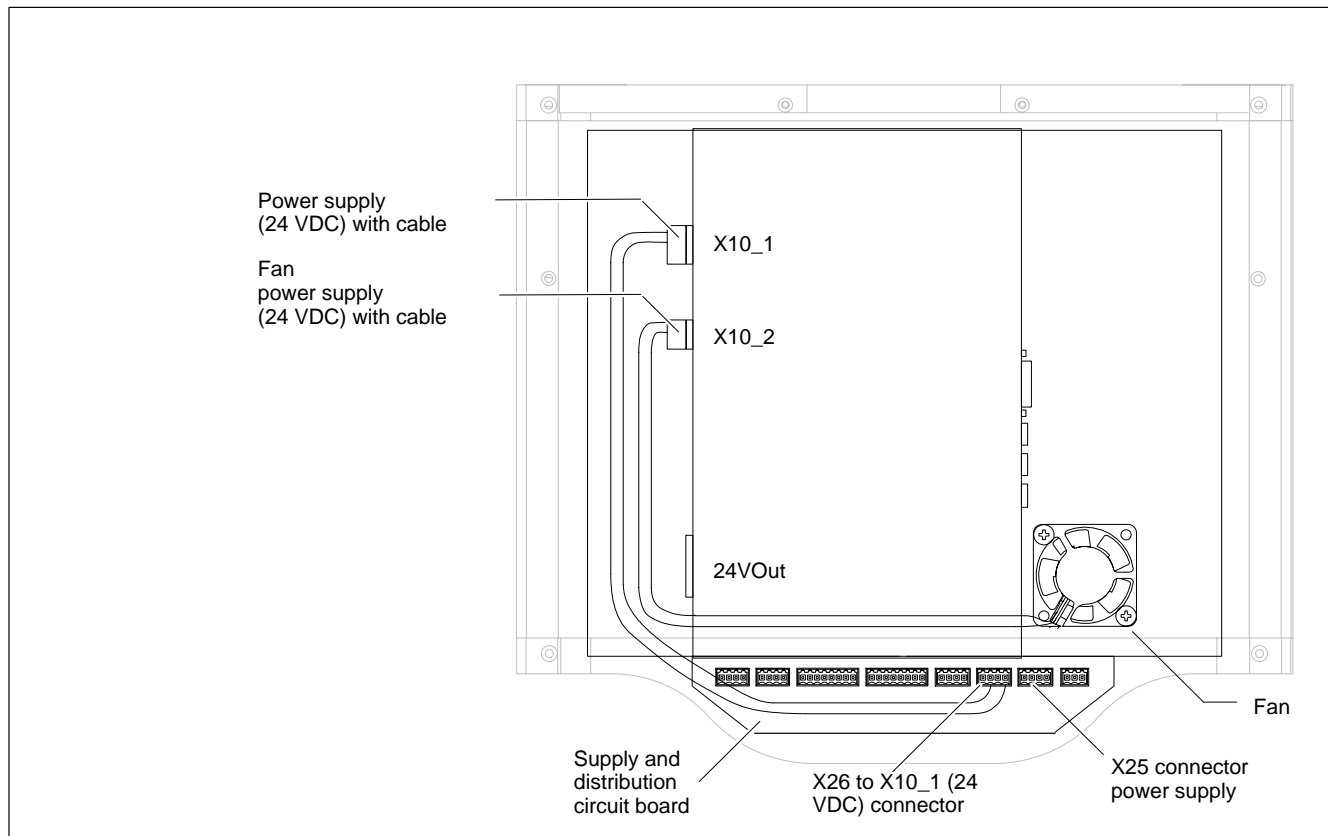 Power supply
(24 VDC) with cable
X10_1
Fan
power supply
(24 VDC) with cable
X10_2
24VOut
Fan
Supply and
distribution
circuit board
X26 to X10_1 (24
VDC) connector
X25 connector
power supply